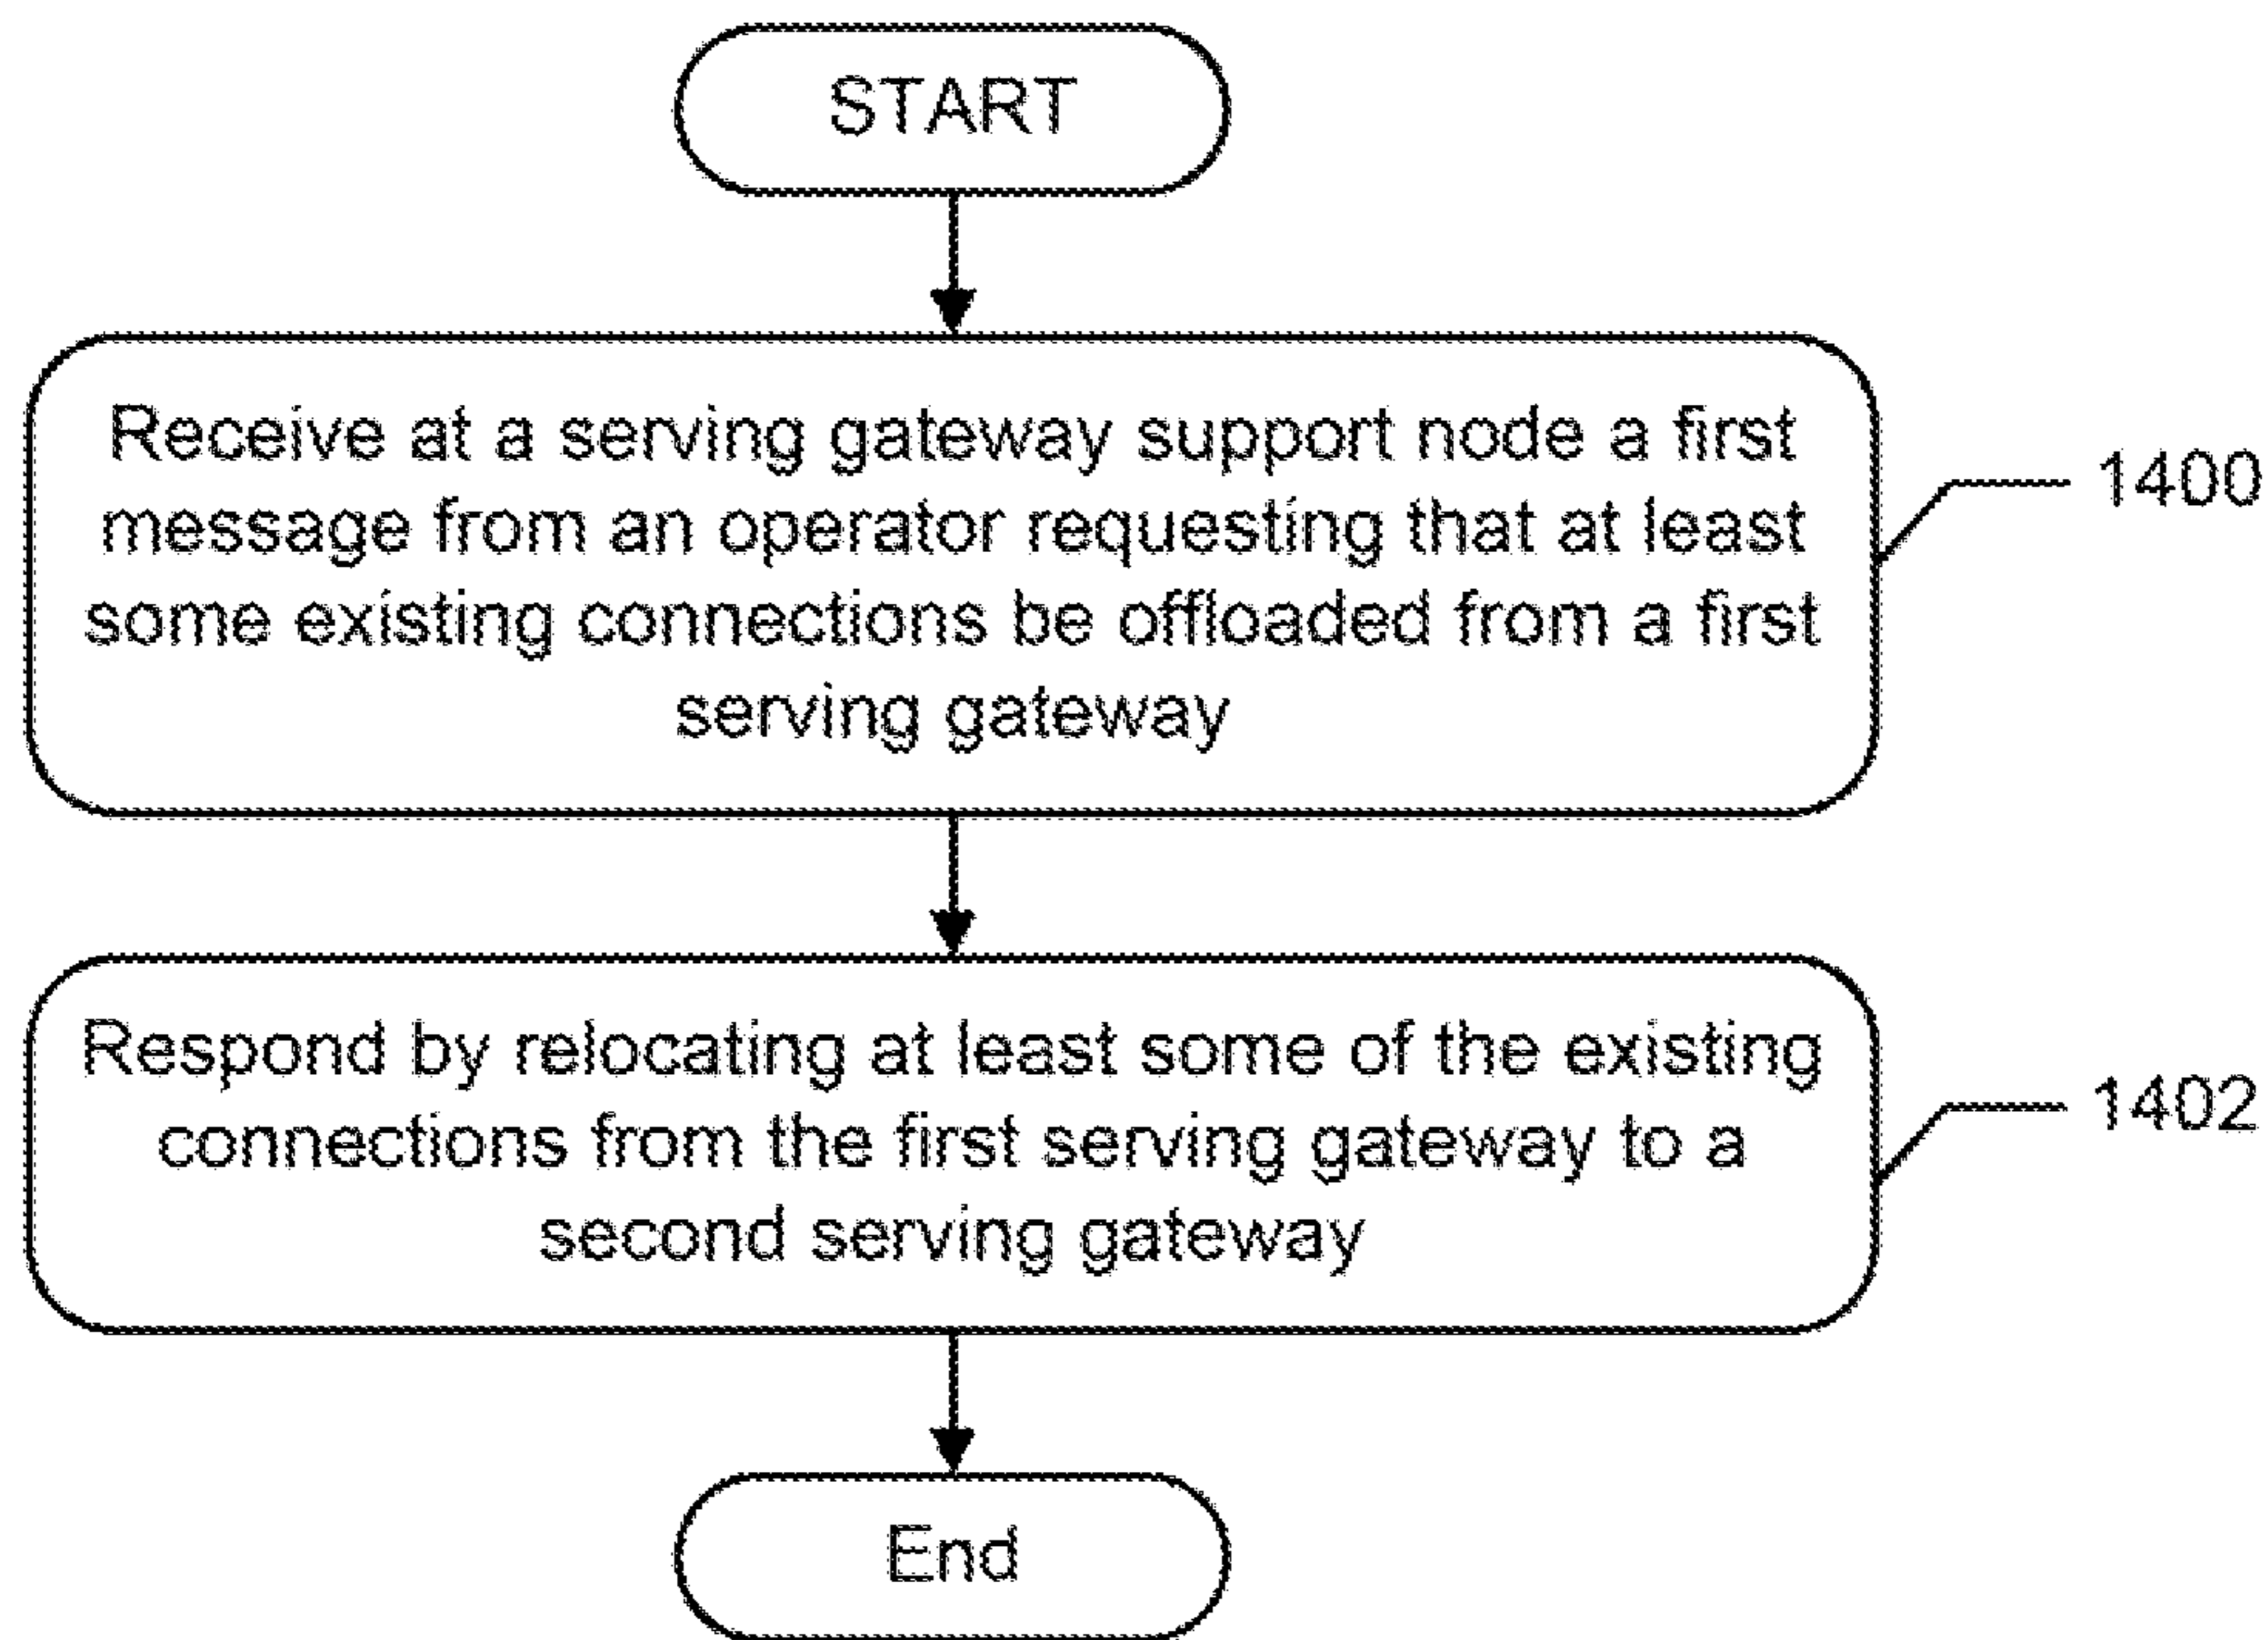 START
Receive at a serving gateway support node a first
message from an operator requesting that at least
some existing connections be offloaded from a first
serving gateway
1400
Respond by relocating at least some of the existing
connections from the first serving gateway to a
second serving gateway
1402
End